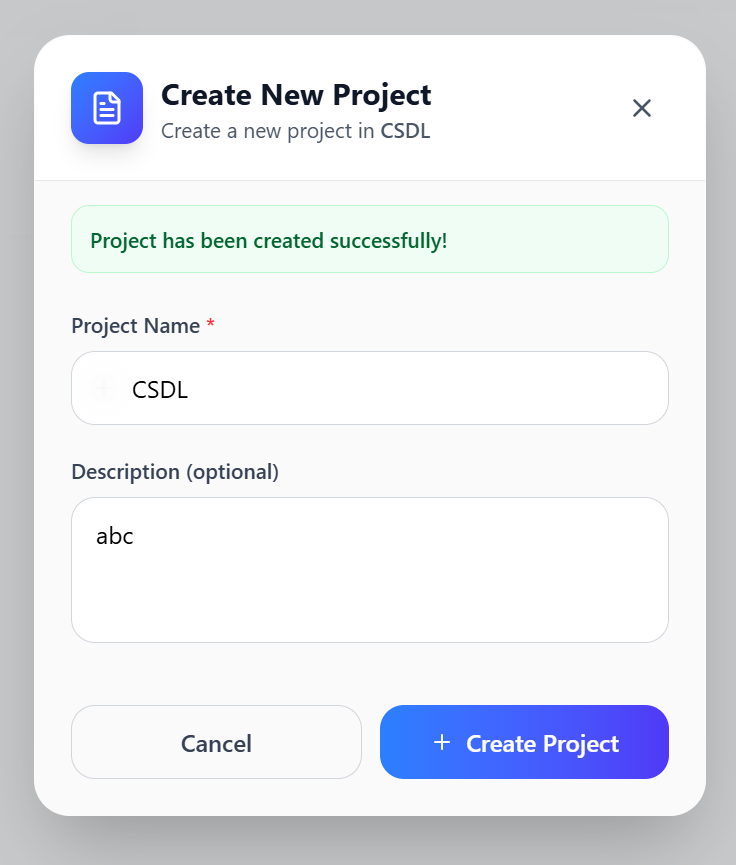 Create New Project
Create a new project in CSDL
Project has been created successfully!
Project Name *
CSDL
Description (optional)
abc
Cancel
+ Create Project